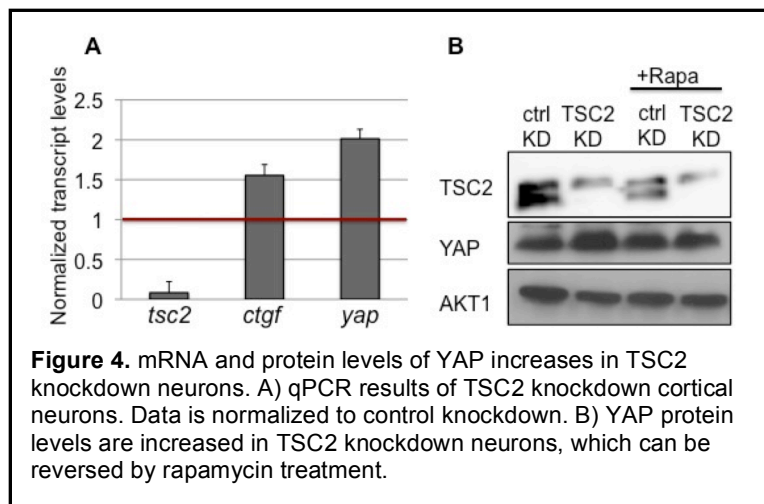 A
Normalized transcript levels
2.5
2
1.5
1
0.5
0
tsc2 ctgf yap
B
+Rapa
ctrl TSC2 ctrl TSC2
KD KD KD KD
TSC2
YAP
AKT1
Figure 4. mRNA and protein levels of YAP increases in TSC2
knockdown neurons. A) qPCR results of TSC2 knockdown cortical
neurons. Data is normalized to control knockdown. B) YAP protein
levels are increased in TSC2 knockdown neurons, which can be
reversed by rapamycin treatment.